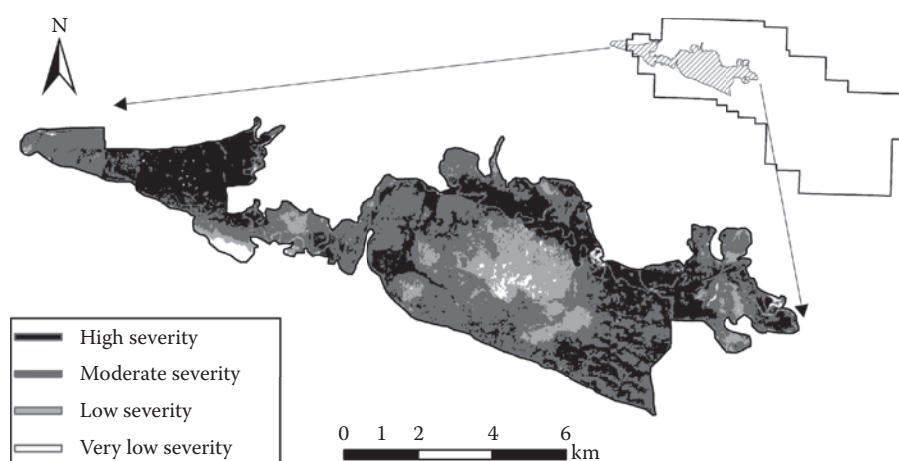 N
High severity
Moderate severity
Low severity
Very low severity
0 1 2 4 6
km